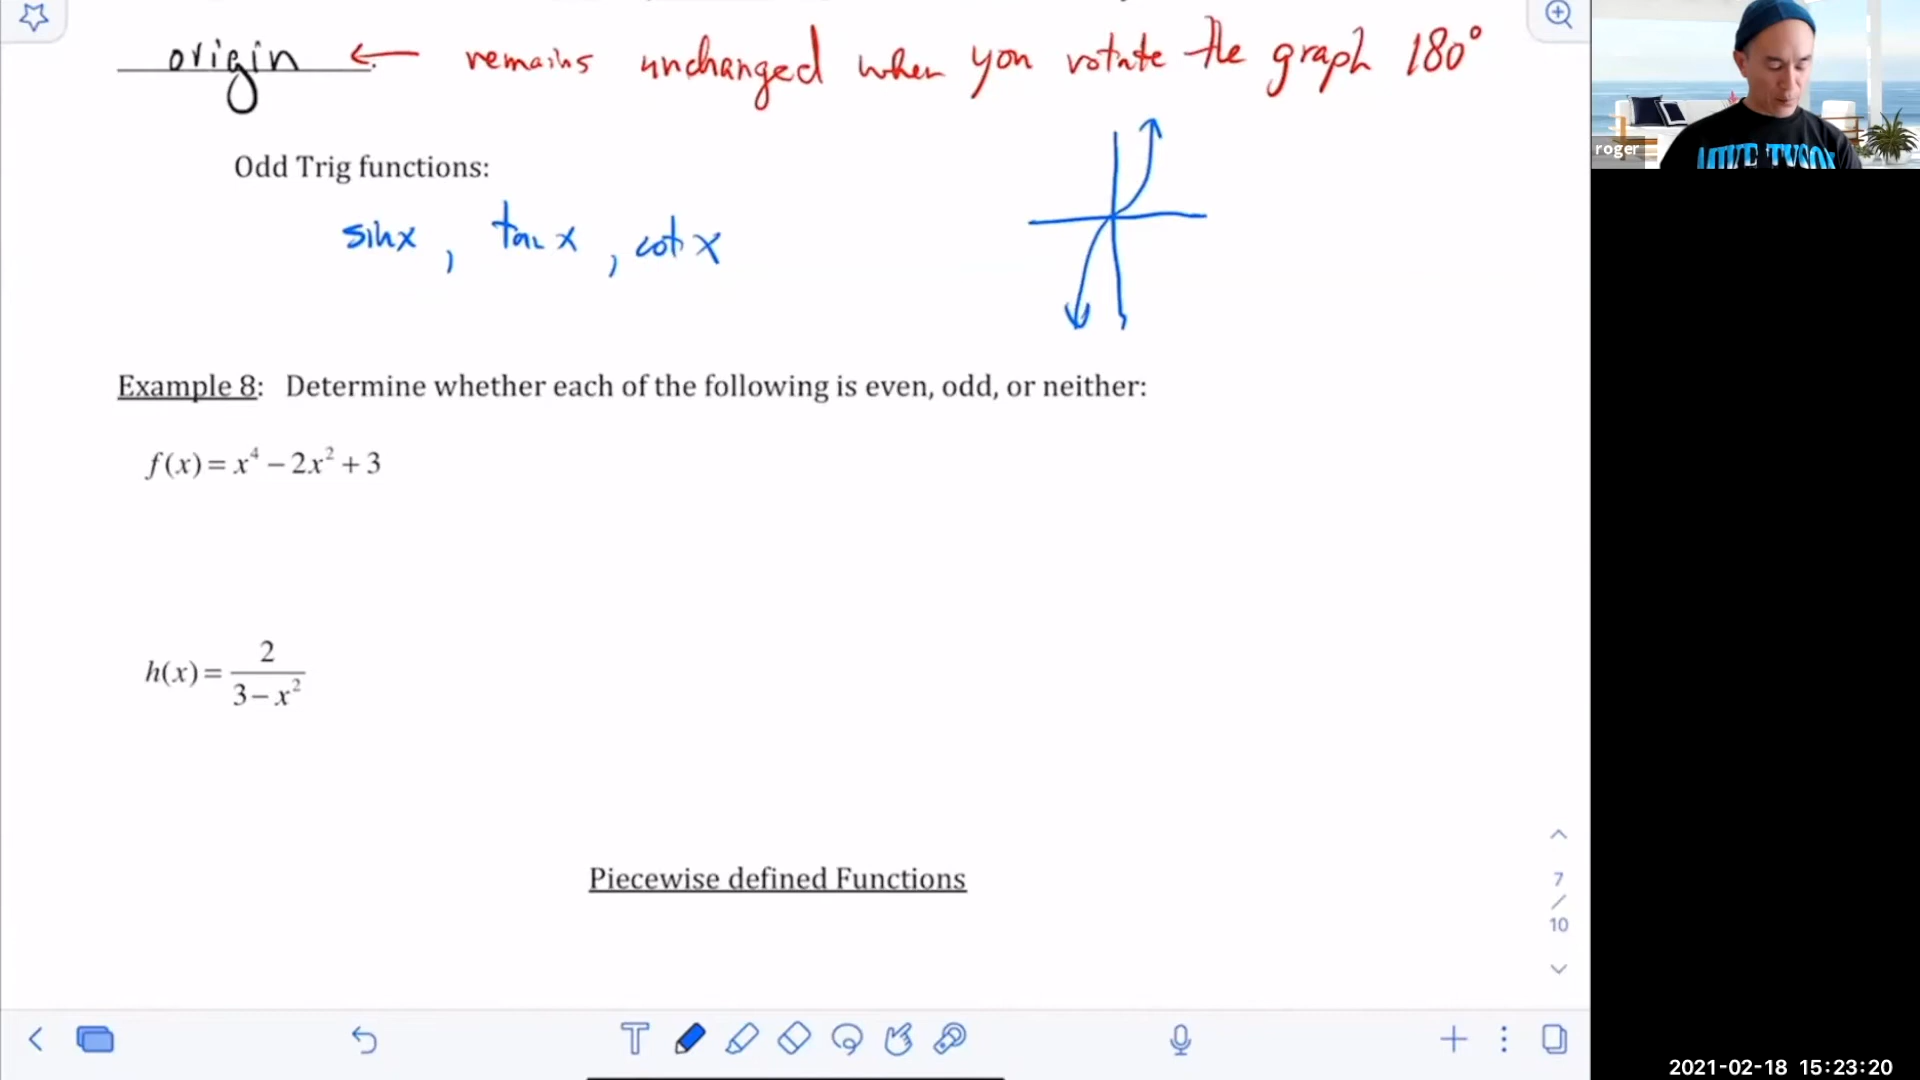 origin ← remains unchanged when you rotate the graph 180°
roger
Odd Trig functions:
sinx , tan x , cot x
Example 8: Determine whether each of the following is even, odd, or neither:
f(x) = x⁴ − 2x² + 3
h(x) = 2 / (3 − x²)
Piecewise defined Functions
7
/
10
T
2021-02-18 15:23:20